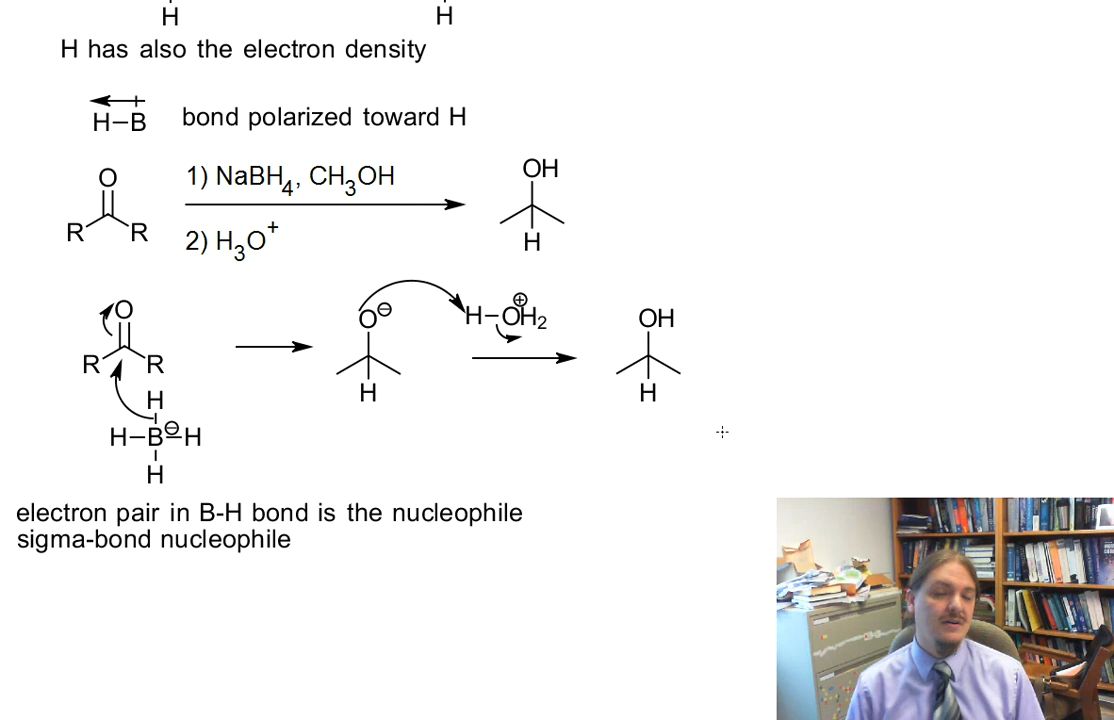 H H
H has also the electron density
H–B bond polarized toward H
O 1) NaBH4, CH3OH OH
R R 2) H3O+ H
O O⊖ H–OH2 ⊕ OH
R R H H
H
H–B⊖–H
H
electron pair in B-H bond is the nucleophile
sigma-bond nucleophile